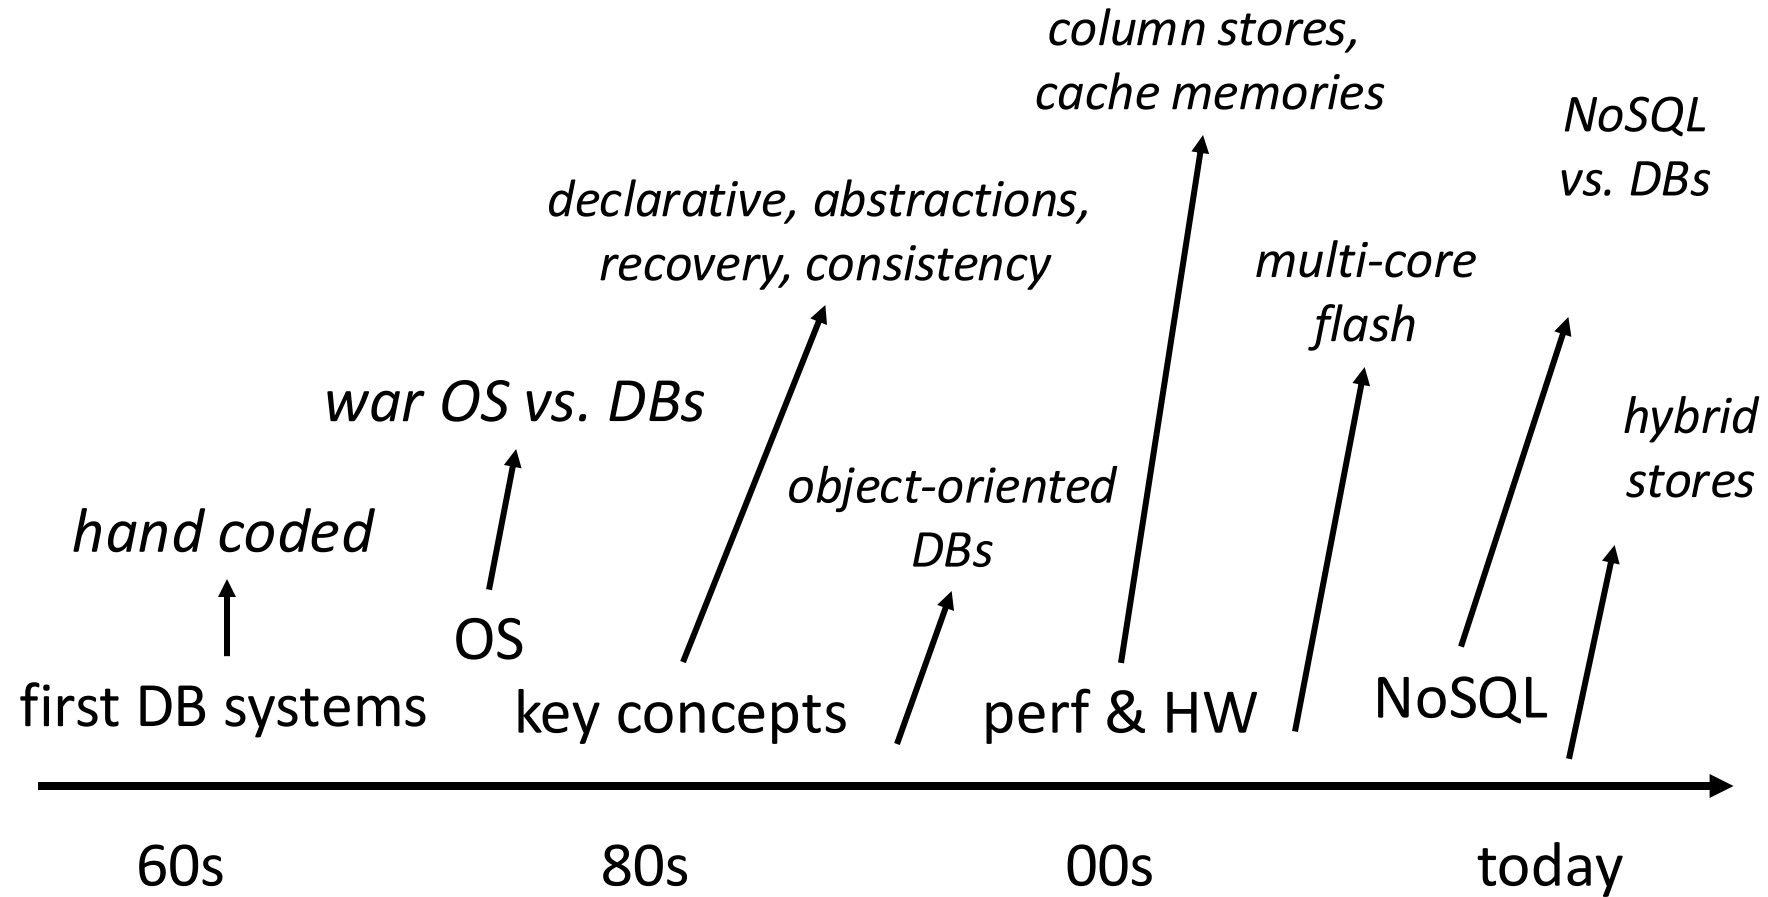 column stores,
cache memories
NoSQL
vs. DBs
declarative, abstractions,
recovery, consistency
multi-core
flash
war OS vs. DBs
hybrid
stores
object-oriented
DBs
hand coded
OS
first DB systems
key concepts
perf & HW
NoSQL
60s
80s
00s
today